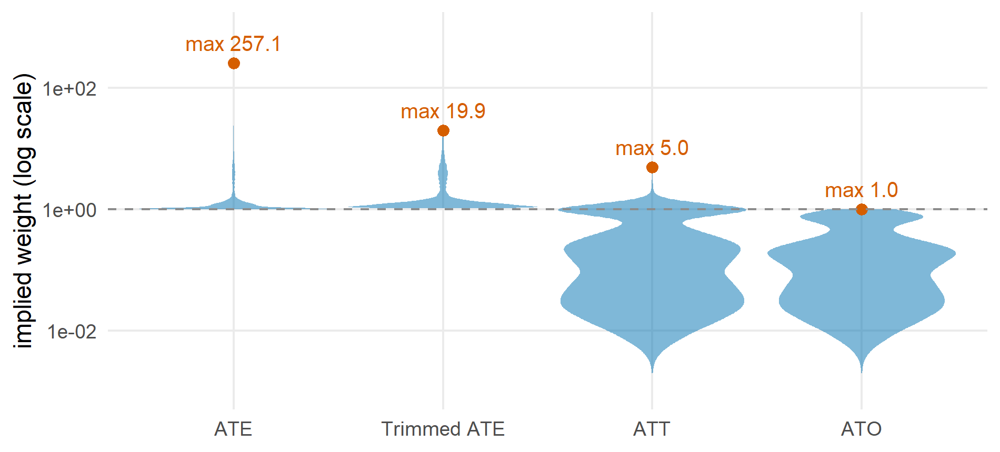 max 257.1
max 19.9
max 5.0
max 1.0
implied weight (log scale)
1e+02
1e+00
1e-02
ATE
Trimmed ATE
ATT
ATO